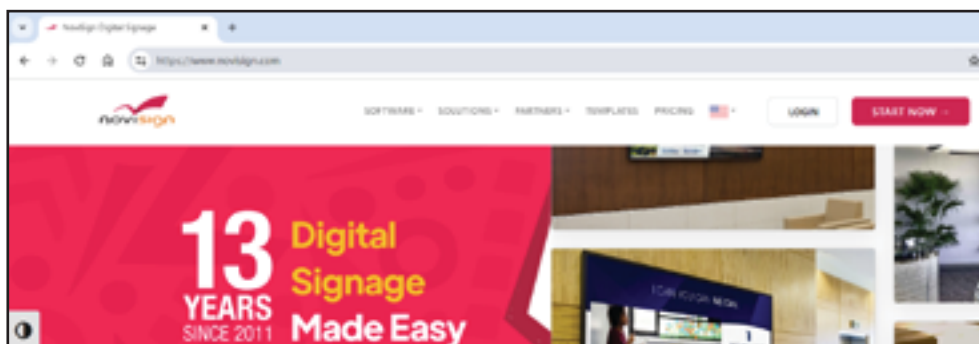 NoviSign Digital Signage
https://www.novisign.com
novisign
SOFTWARE SOLUTIONS PARTNERS TEMPLATES PRICING LOGIN START NOW →
13 YEARS SINCE 2011
Digital Signage Made Easy